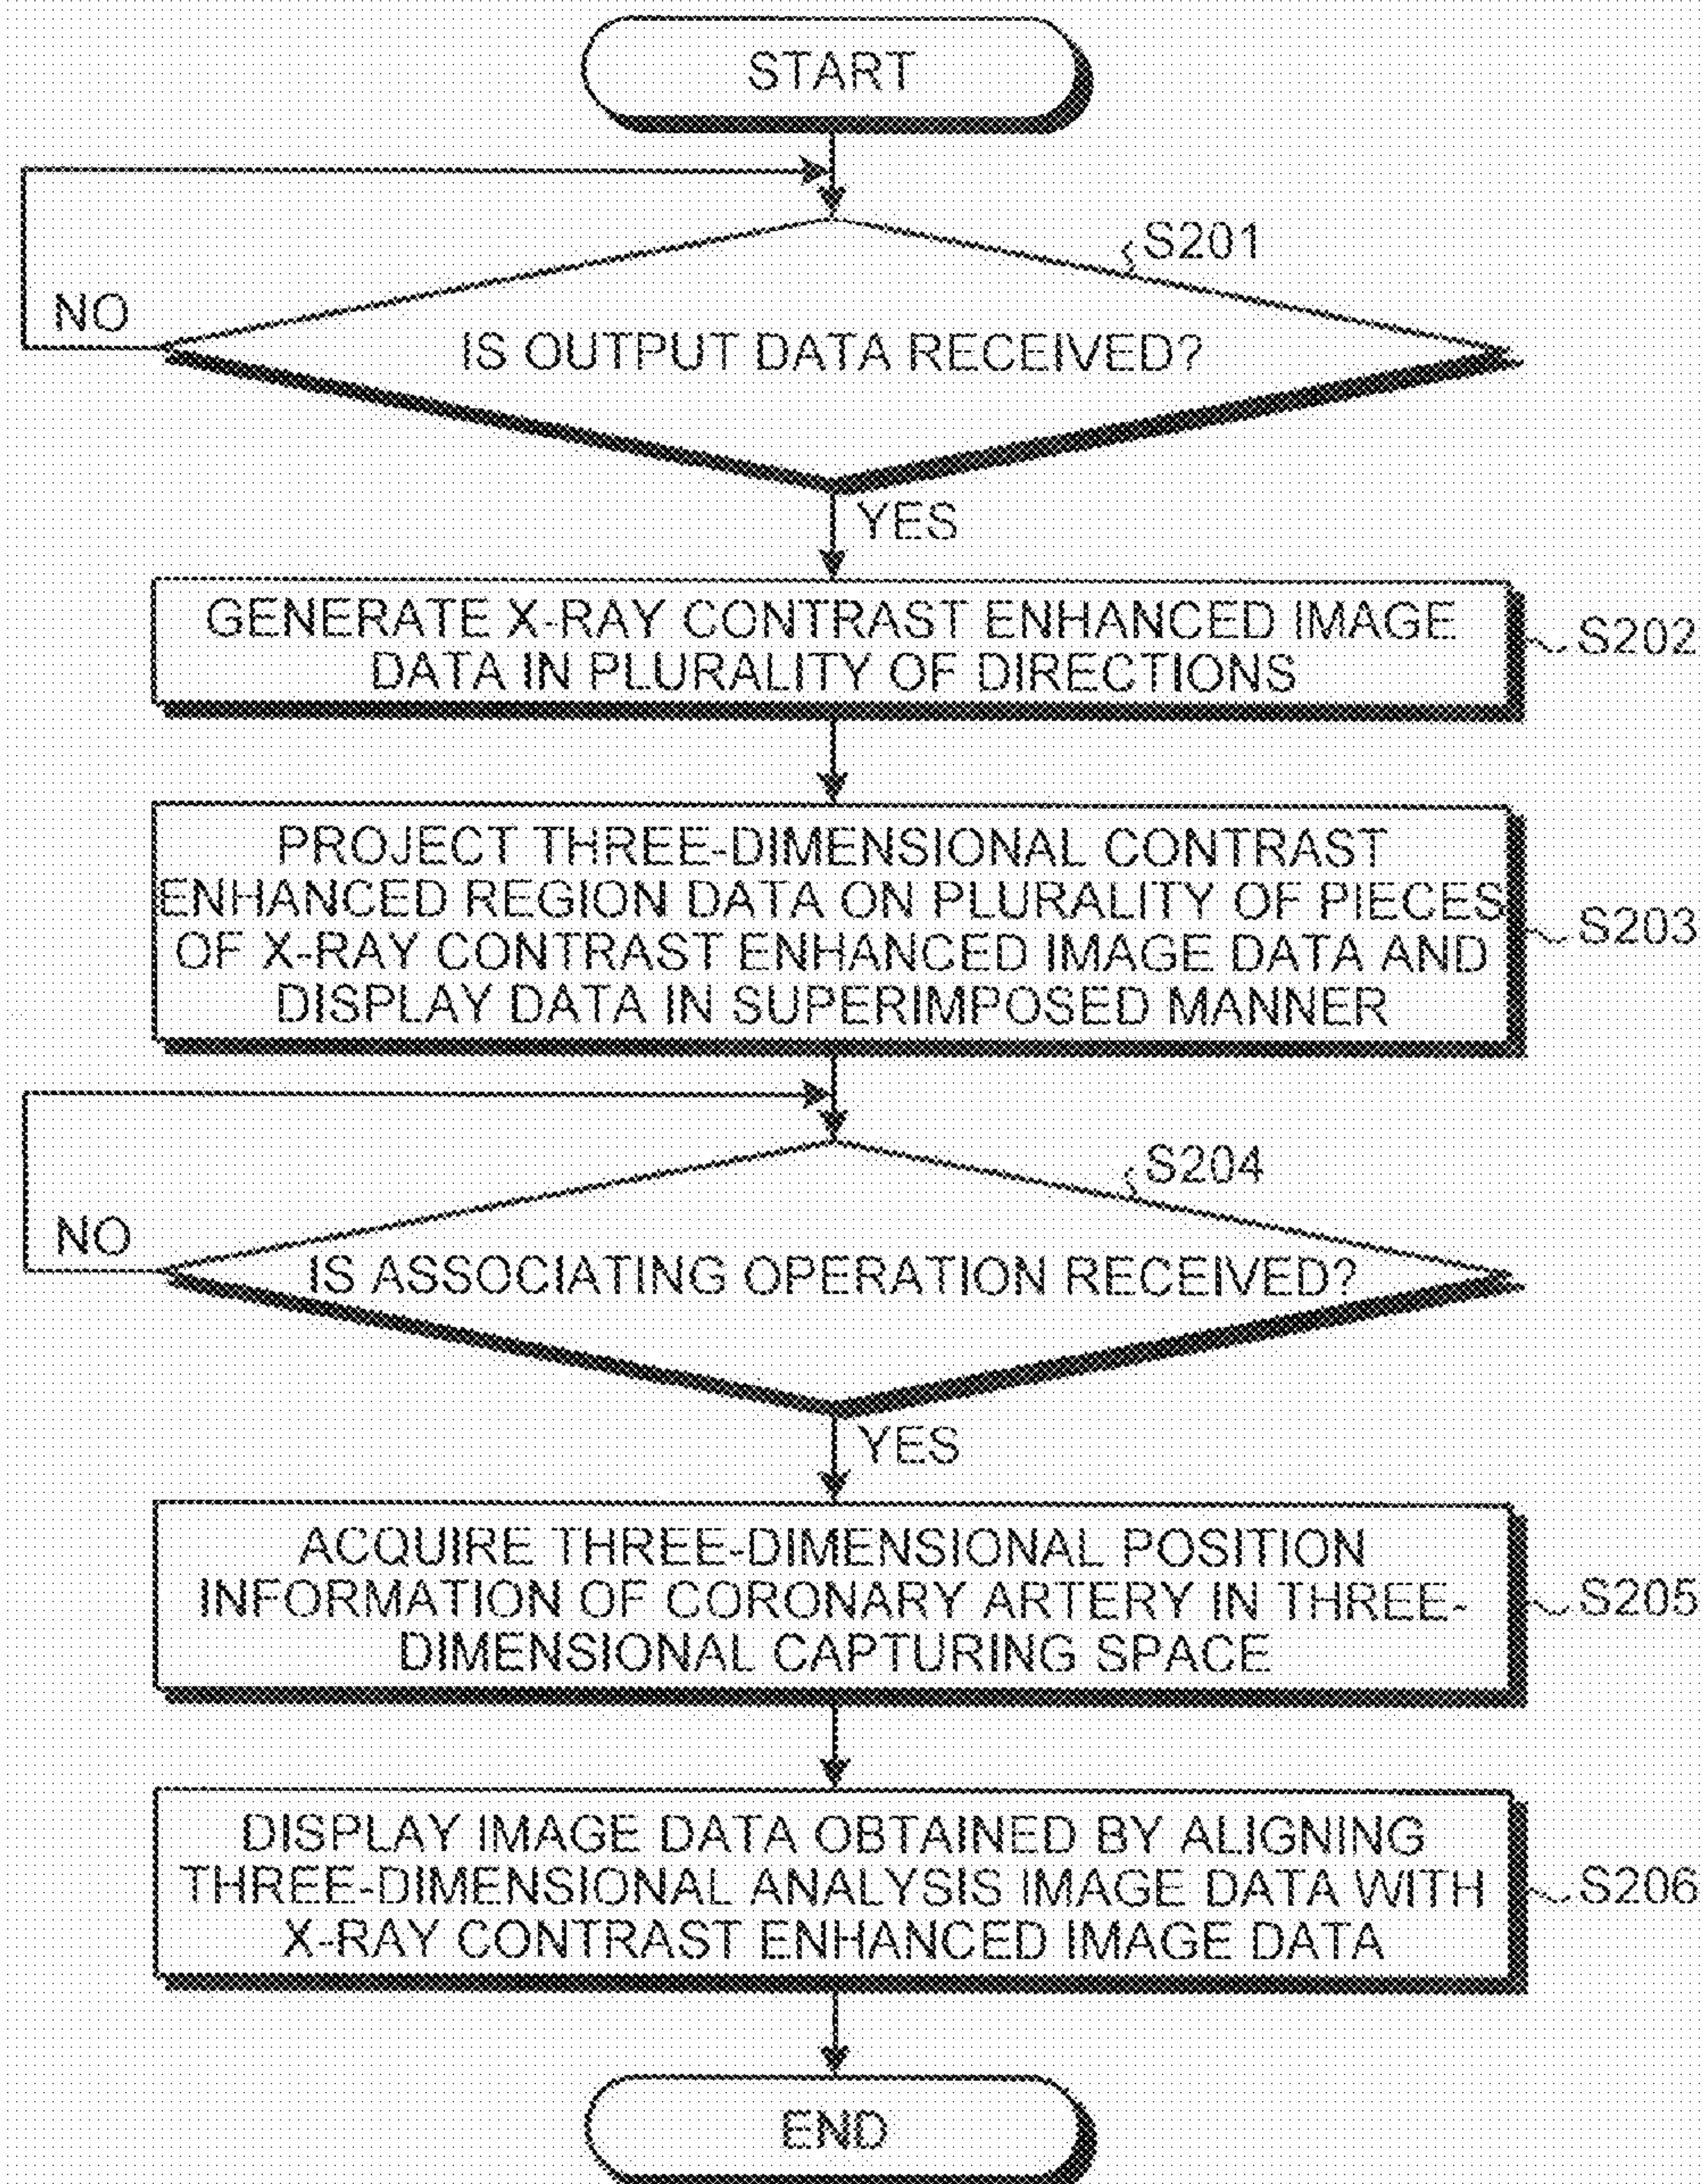 START
S201
NO
IS OUTPUT DATA RECEIVED?
YES
GENERATE X-RAY CONTRAST ENHANCED IMAGE
DATA IN PLURALITY OF DIRECTIONS
S202
PROJECT THREE-DIMENSIONAL CONTRAST
ENHANCED REGION DATA ON PLURALITY OF PIECES
OF X-RAY CONTRAST ENHANCED IMAGE DATA AND
DISPLAY DATA IN SUPERIMPOSED MANNER
S203
S204
NO
IS ASSOCIATING OPERATION RECEIVED?
YES
ACQUIRE THREE-DIMENSIONAL POSITION
INFORMATION OF CORONARY ARTERY IN THREE-
DIMENSIONAL CAPTURING SPACE
S205
DISPLAY IMAGE DATA OBTAINED BY ALIGNING
THREE-DIMENSIONAL ANALYSIS IMAGE DATA WITH
X-RAY CONTRAST ENHANCED IMAGE DATA
S206
END